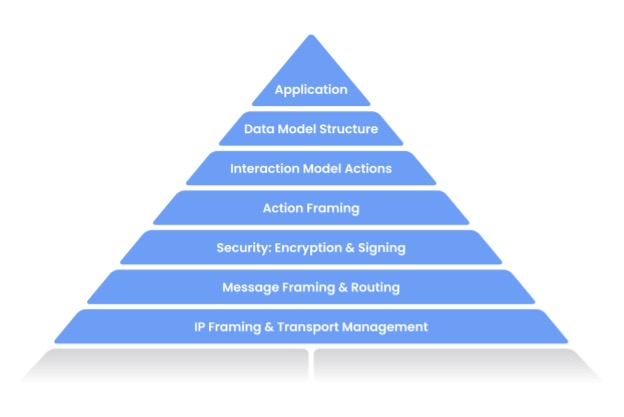 Application
Data Model Structure
Interaction Model Actions
Action Framing
Security: Encryption & Signing
Message Framing & Routing
IP Framing & Transport Management